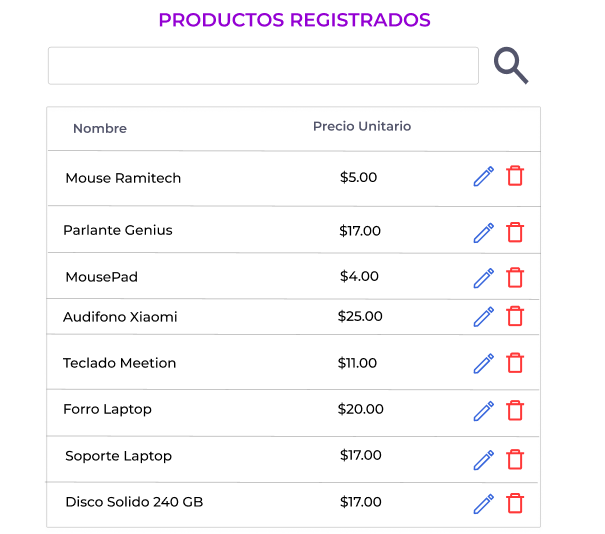 PRODUCTOS REGISTRADOS
Nombre Precio Unitario
Mouse Ramitech $5.00
Parlante Genius $17.00
MousePad $4.00
Audifono Xiaomi $25.00
Teclado Meetion $11.00
Forro Laptop $20.00
Soporte Laptop $17.00
Disco Solido 240 GB $17.00